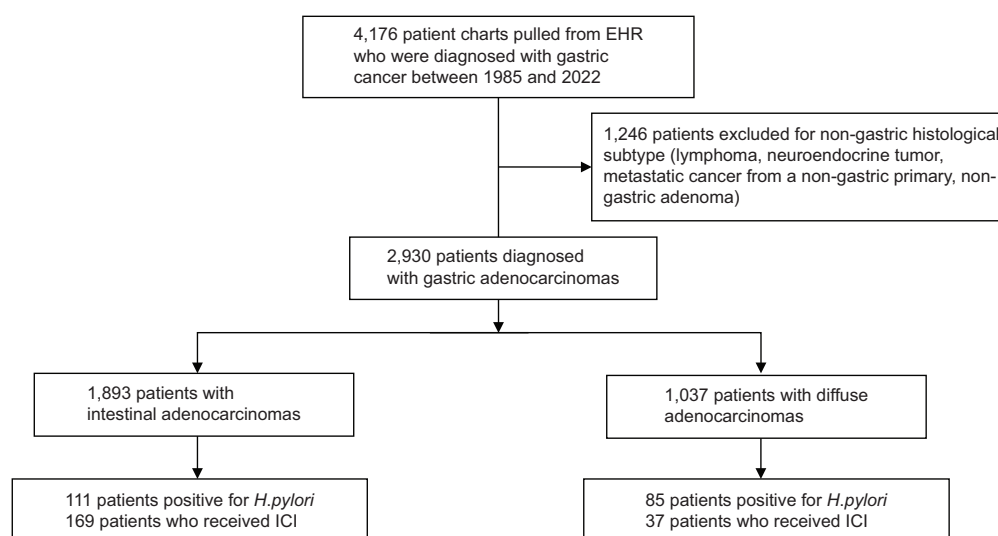 4,176 patient charts pulled from EHR
who were diagnosed with gastric
cancer between 1985 and 2022
1,246 patients excluded for non-gastric histological
subtype (lymphoma, neuroendocrine tumor,
metastatic cancer from a non-gastric primary, non-
gastric adenoma)
2,930 patients diagnosed
with gastric adenocarcinomas
1,893 patients with
intestinal adenocarcinomas
1,037 patients with diffuse
adenocarcinomas
111 patients positive for H.pylori
169 patients who received ICI
85 patients positive for H.pylori
37 patients who received ICI